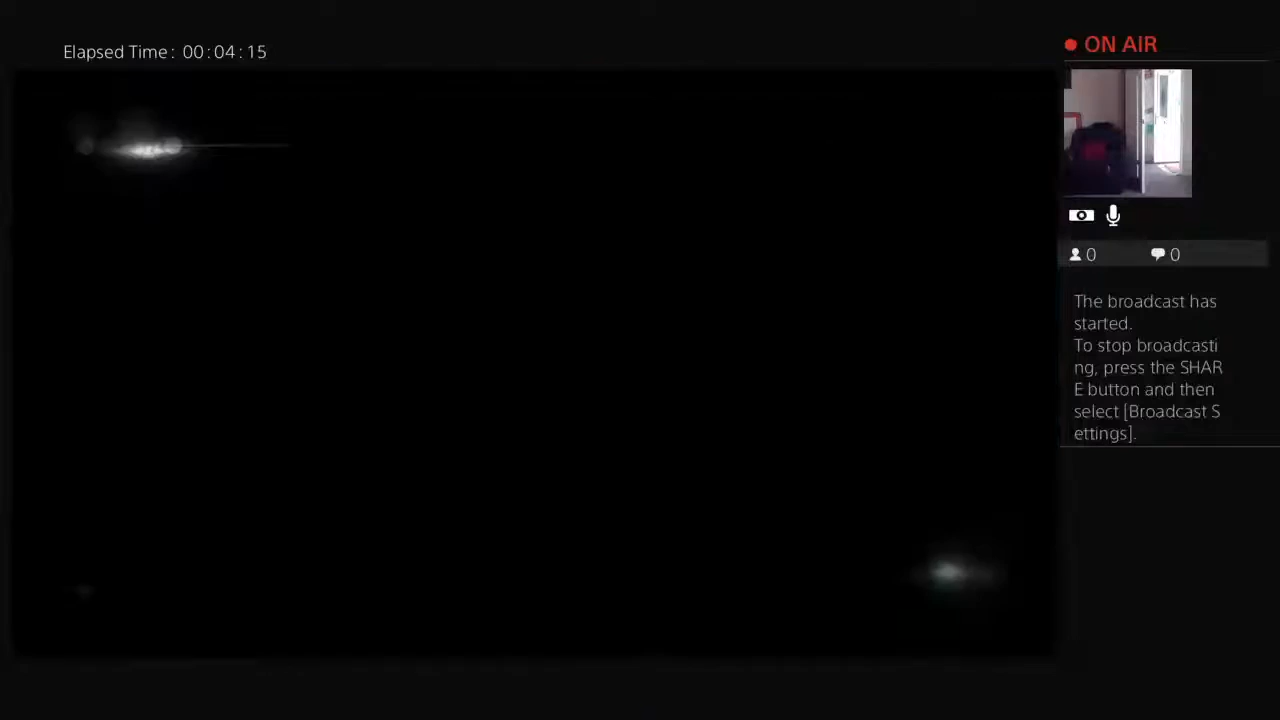 Elapsed Time: 00:04:15
ON AIR
0 0
The broadcast has
started.
To stop broadcasti
ng, press the SHAR
E button and then
select [Broadcast S
ettings].